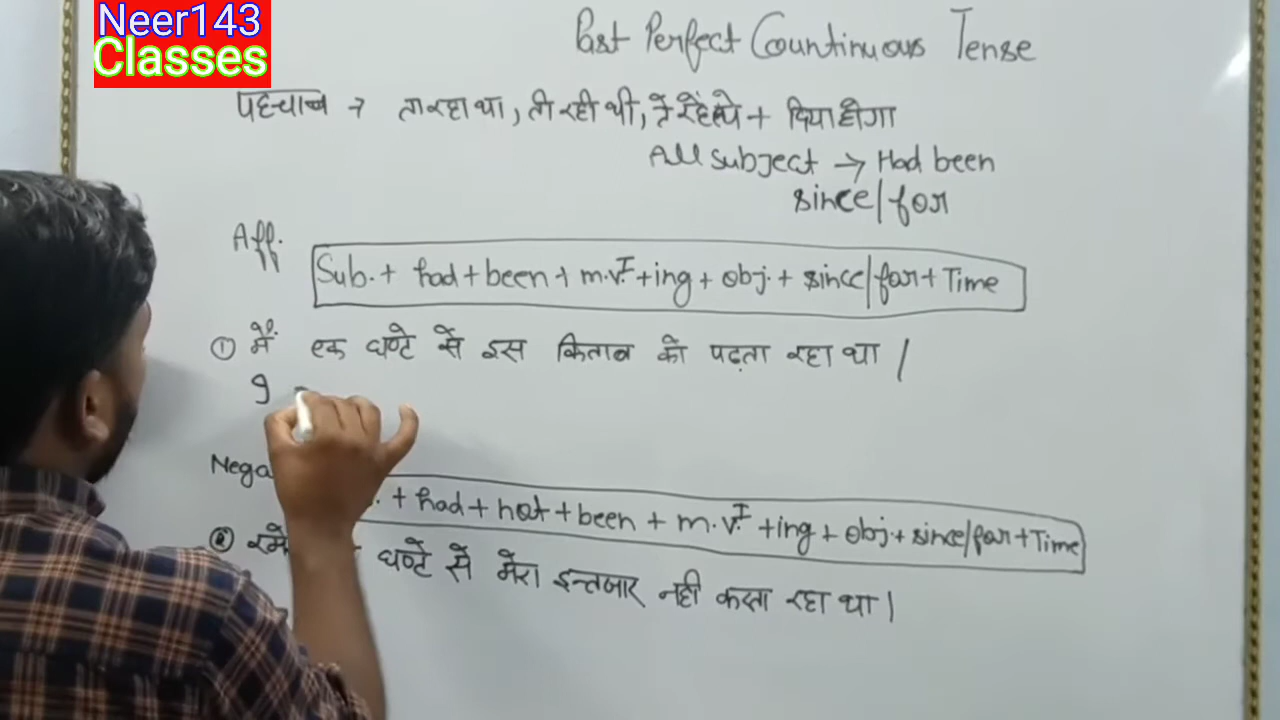 Neer143
Classes
Past Perfect Countinuous Tense
पहचान → ता रहा था, ती रही थी, ते रहे थे + दिया होगा
All subject → Had been
since/for
Aff.
Sub. + had + been + m.v.I + ing + obj. + since/for + Time
① मैं एक घण्टे से इस किताब को पढ़ता रहा था |
I
Nega
. + had + not + been + m.v.I + ing + obj. + since/for + Time
② घण्टे से मेरा इन्तजार नही करता रहा था |